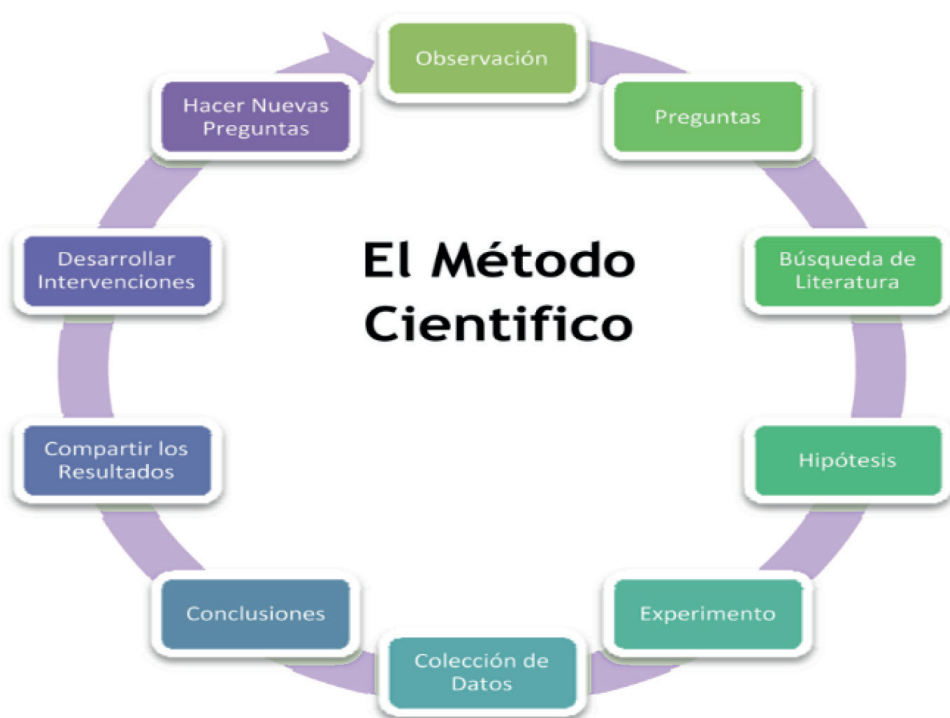 El Método
Cientifico
Observación
Preguntas
Búsqueda de
Literatura
Hipótesis
Experimento
Colección de
Datos
Conclusiones
Compartir los
Resultados
Desarrollar
Intervenciones
Hacer Nuevas
Preguntas